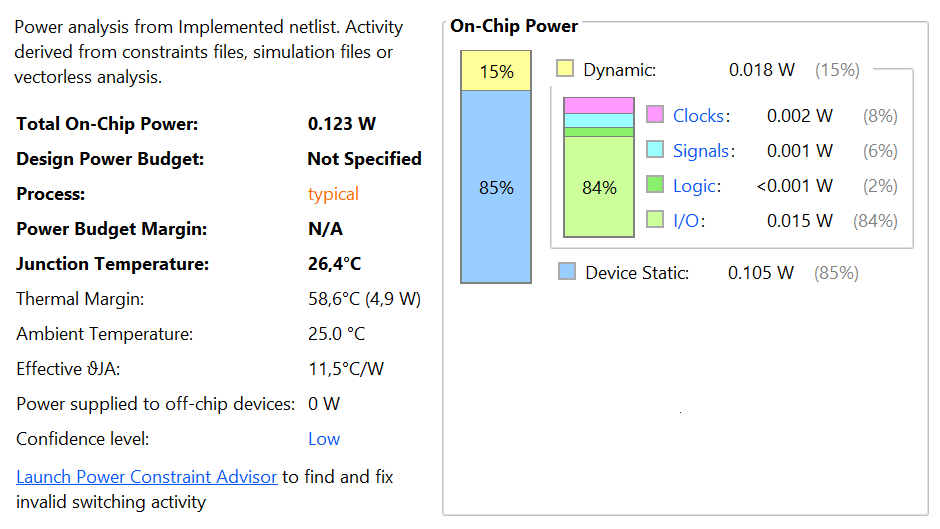 Power analysis from Implemented netlist. Activity
derived from constraints files, simulation files or
vectorless analysis.
Total On-Chip Power: 0.123 W
Design Power Budget: Not Specified
Process: typical
Power Budget Margin: N/A
Junction Temperature: 26,4°C
Thermal Margin: 58,6°C (4,9 W)
Ambient Temperature: 25.0 °C
Effective ϑJA: 11,5°C/W
Power supplied to off-chip devices: 0 W
Confidence level: Low
Launch Power Constraint Advisor to find and fix
invalid switching activity
On-Chip Power
15%
85%
Dynamic: 0.018 W (15%)
84%
Clocks: 0.002 W (8%)
Signals: 0.001 W (6%)
Logic: <0.001 W (2%)
I/O: 0.015 W (84%)
Device Static: 0.105 W (85%)